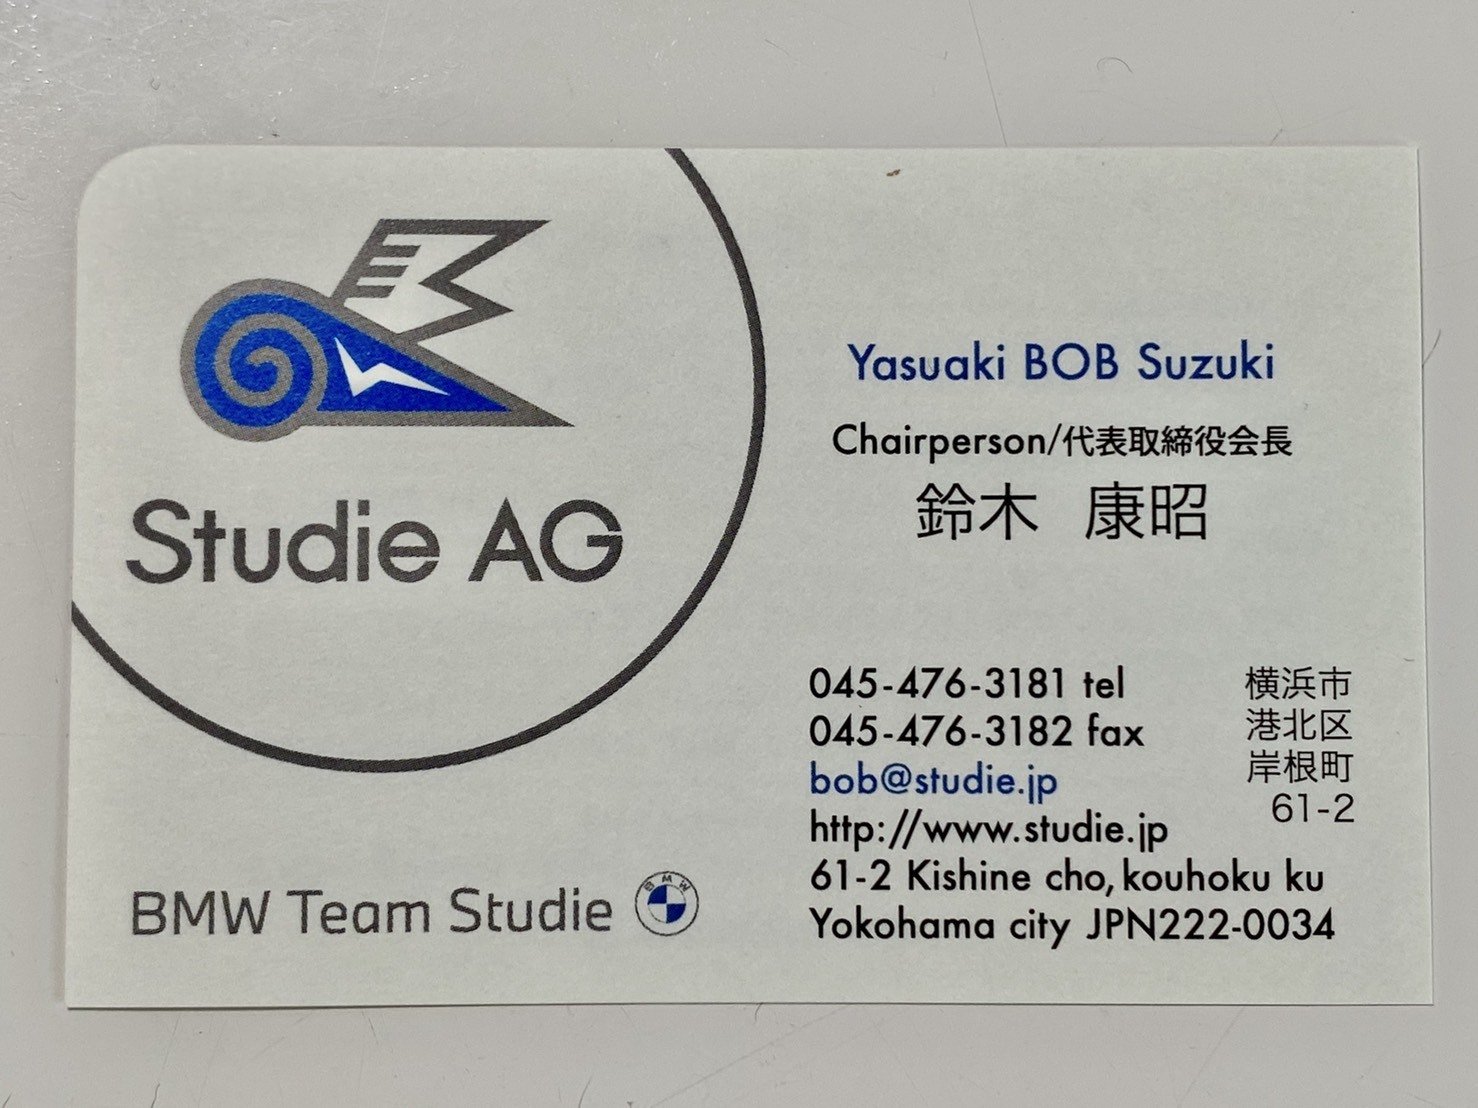 Studie AG
BMW Team Studie
BMW
Yasuaki BOB Suzuki
Chairperson/代表取締役会長
鈴木 康昭
045-476-3181 tel
045-476-3182 fax
bob@studie.jp
http://www.studie.jp
61-2 Kishine cho, kouhoku ku
Yokohama city JPN222-0034
横浜市
港北区
岸根町
61-2